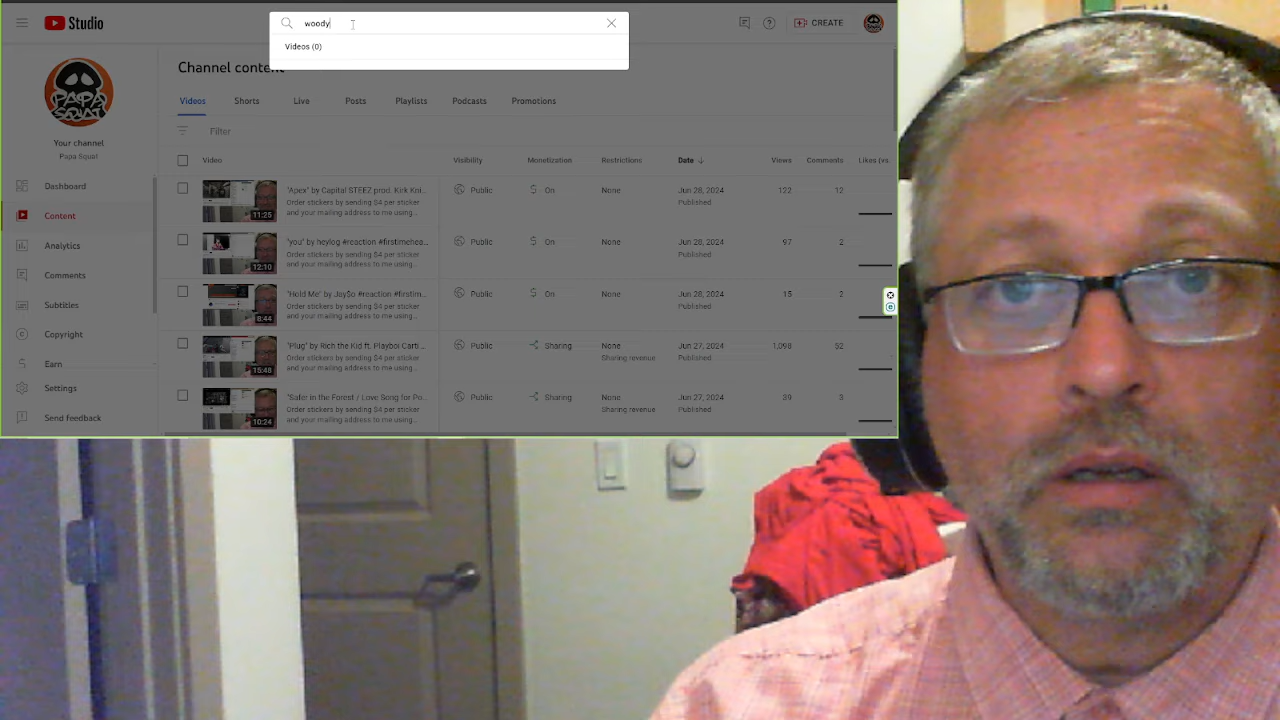 Studio
woody
CREATE
Videos (0)
PAPA
SQUAT
Your channel
Papa Squat
Dashboard
Content
Analytics
Comments
Subtitles
Copyright
Earn
Settings
Send feedback
Channel content
Videos Shorts Live Posts Playlists Podcasts Promotions
Filter
Video Visibility Monetization Restrictions Date Views Comments Likes (vs.
"Apex" by Capital STEEZ prod. Kirk Kni... Public On None Jun 28, 2024 122 12
Order stickers by sending $4 per sticker Published
and your mailing address to me using...
11:25
"you" by heylog #reaction #firstimehea... Public On None Jun 28, 2024 97 2
Order stickers by sending $4 per sticker Published
and your mailing address to me using...
12:10
"Hold Me" by Jay$o #reaction #firstim... Public On None Jun 28, 2024 15 2
Order stickers by sending $4 per sticker Published
and your mailing address to me using...
8:44
"Plug" by Rich the Kid ft. Playboi Carti... Public Sharing None Jun 27, 2024 1,098 52
Order stickers by sending $4 per sticker Sharing revenue Published
and your mailing address to me using...
15:48
"Safer in the Forest / Love Song for Po... Public Sharing None Jun 27, 2024 39 3
Order stickers by sending $4 per sticker Sharing revenue Published
and your mailing address to me using...
10:24